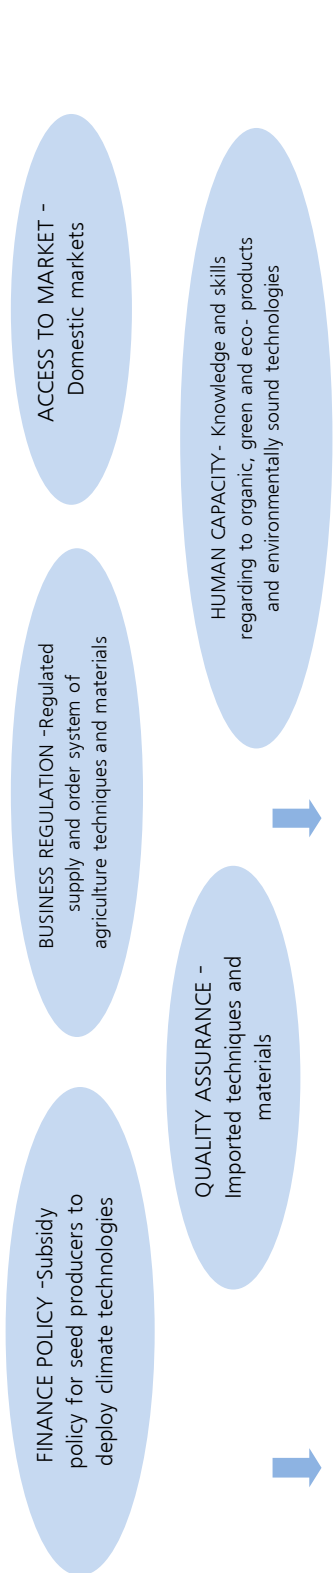 FINANCE POLICY -Subsidy
policy for seed producers to
deploy climate technologies
BUSINESS REGULATION -Regulated
supply and order system of
agriculture techniques and materials
ACCESS TO MARKET -
Domestic markets
QUALITY ASSURANCE -
Imported techniques and
materials
HUMAN CAPACITY- Knowledge and skills
regarding to organic, green and eco- products
and environmentally sound technologies